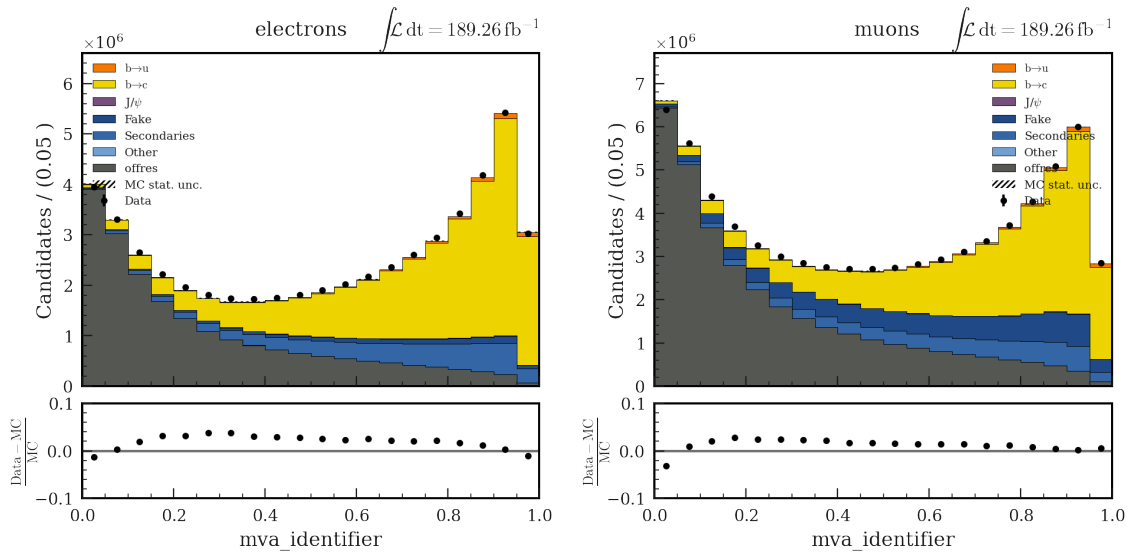 electrons ∫ℒ dt = 189.26 fb⁻¹
×10⁶
b→u
b→c
J/ψ
Fake
Secondaries
Other
offres
MC stat. unc.
Data
Candidates / (0.05 )
0
1
2
3
4
5
6
Data − MC
MC
0.1
0.0
−0.1
0.0 0.2 0.4 0.6 0.8 1.0
mva_identifier
muons ∫ℒ dt = 189.26 fb⁻¹
×10⁶
b→u
b→c
J/ψ
Fake
Secondaries
Other
offres
MC stat. unc.
Data
Candidates / (0.05 )
0
1
2
3
4
5
6
7
Data − MC
MC
0.1
0.0
−0.1
0.0 0.2 0.4 0.6 0.8 1.0
mva_identifier